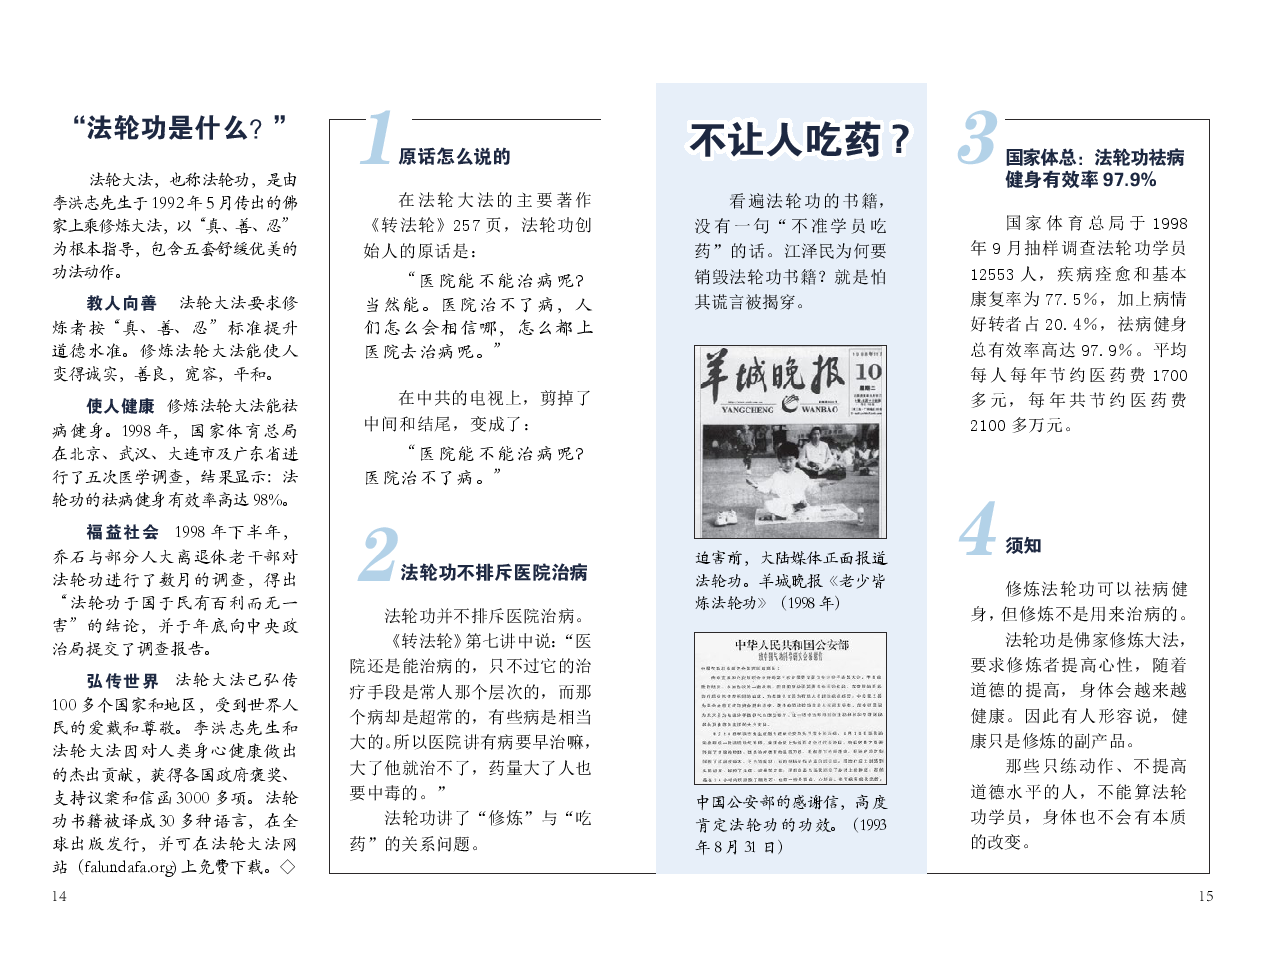 “法轮功是什么？”
法轮大法，也称法轮功，是由
李洪志先生于1992年5月传出的佛
家上乘修炼大法，以“真、善、忍”
为根本指导，包含五套舒缓优美的
功法动作。
教人向善 法轮大法要求修
炼者按“真、善、忍”标准提升
道德水准。修炼法轮大法能使人
变得诚实，善良，宽容，平和。
使人健康 修炼法轮大法能祛
病健身。1998年，国家体育总局
在北京、武汉、大连市及广东省进
行了五次医学调查，结果显示：法
轮功的祛病健身有效率高达98%。
福益社会 1998年下半年，
乔石与部分人大离退休老干部对
法轮功进行了数月的调查，得出
“法轮功于国于民有百利而无一
害”的结论，并于年底向中央政
治局提交了调查报告。
弘传世界 法轮大法已弘传
100多个国家和地区，受到世界人
民的爱戴和尊敬。李洪志先生和
法轮大法因对人类身心健康做出
的杰出贡献，获得各国政府褒奖、
支持议案和信函3000多项。法轮
功书籍被译成30多种语言，在全
球出版发行，并可在法轮大法网
站（falundafa.org)上免费下载。◇
14
1
原话怎么说的
在法轮大法的主要著作
《转法轮》257页，法轮功创
始人的原话是：
“医院能不能治病呢？
当然能。医院治不了病，人
们怎么会相信哪，怎么都上
医院去治病呢。”
在中共的电视上，剪掉了
中间和结尾，变成了：
“医院能不能治病呢？
医院治不了病。”
2
法轮功不排斥医院治病
法轮功并不排斥医院治病。
《转法轮》第七讲中说：“医
院还是能治病的，只不过它的治
疗手段是常人那个层次的，而那
个病却是超常的，有些病是相当
大的。所以医院讲有病要早治嘛，
大了他就治不了，药量大了人也
要中毒的。”
法轮功讲了“修炼”与“吃
药”的关系问题。
不让人吃药？
看遍法轮功的书籍，
没有一句“不准学员吃
药”的话。江泽民为何要
销毁法轮功书籍？就是怕
其谎言被揭穿。
羊城晚报
10
星期二
YANGCHENG WANBAO
迫害前，大陆媒体正面报道
法轮功。羊城晚报《老少皆
炼法轮功》（1998年）
中华人民共和国公安部
中国公安部的感谢信，高度
肯定法轮功的功效。（1993
年8月31日）
3
国家体总：法轮功祛病
健身有效率97.9%
国家体育总局于1998
年9月抽样调查法轮功学员
12553人，疾病痊愈和基本
康复率为77.5%，加上病情
好转者占20.4%，祛病健身
总有效率高达97.9%。平均
每人每年节约医药费1700
多元，每年共节约医药费
2100多万元。
4
须知
修炼法轮功可以祛病健
身，但修炼不是用来治病的。
法轮功是佛家修炼大法，
要求修炼者提高心性，随着
道德的提高，身体会越来越
健康。因此有人形容说，健
康只是修炼的副产品。
那些只练动作、不提高
道德水平的人，不能算法轮
功学员，身体也不会有本质
的改变。
15